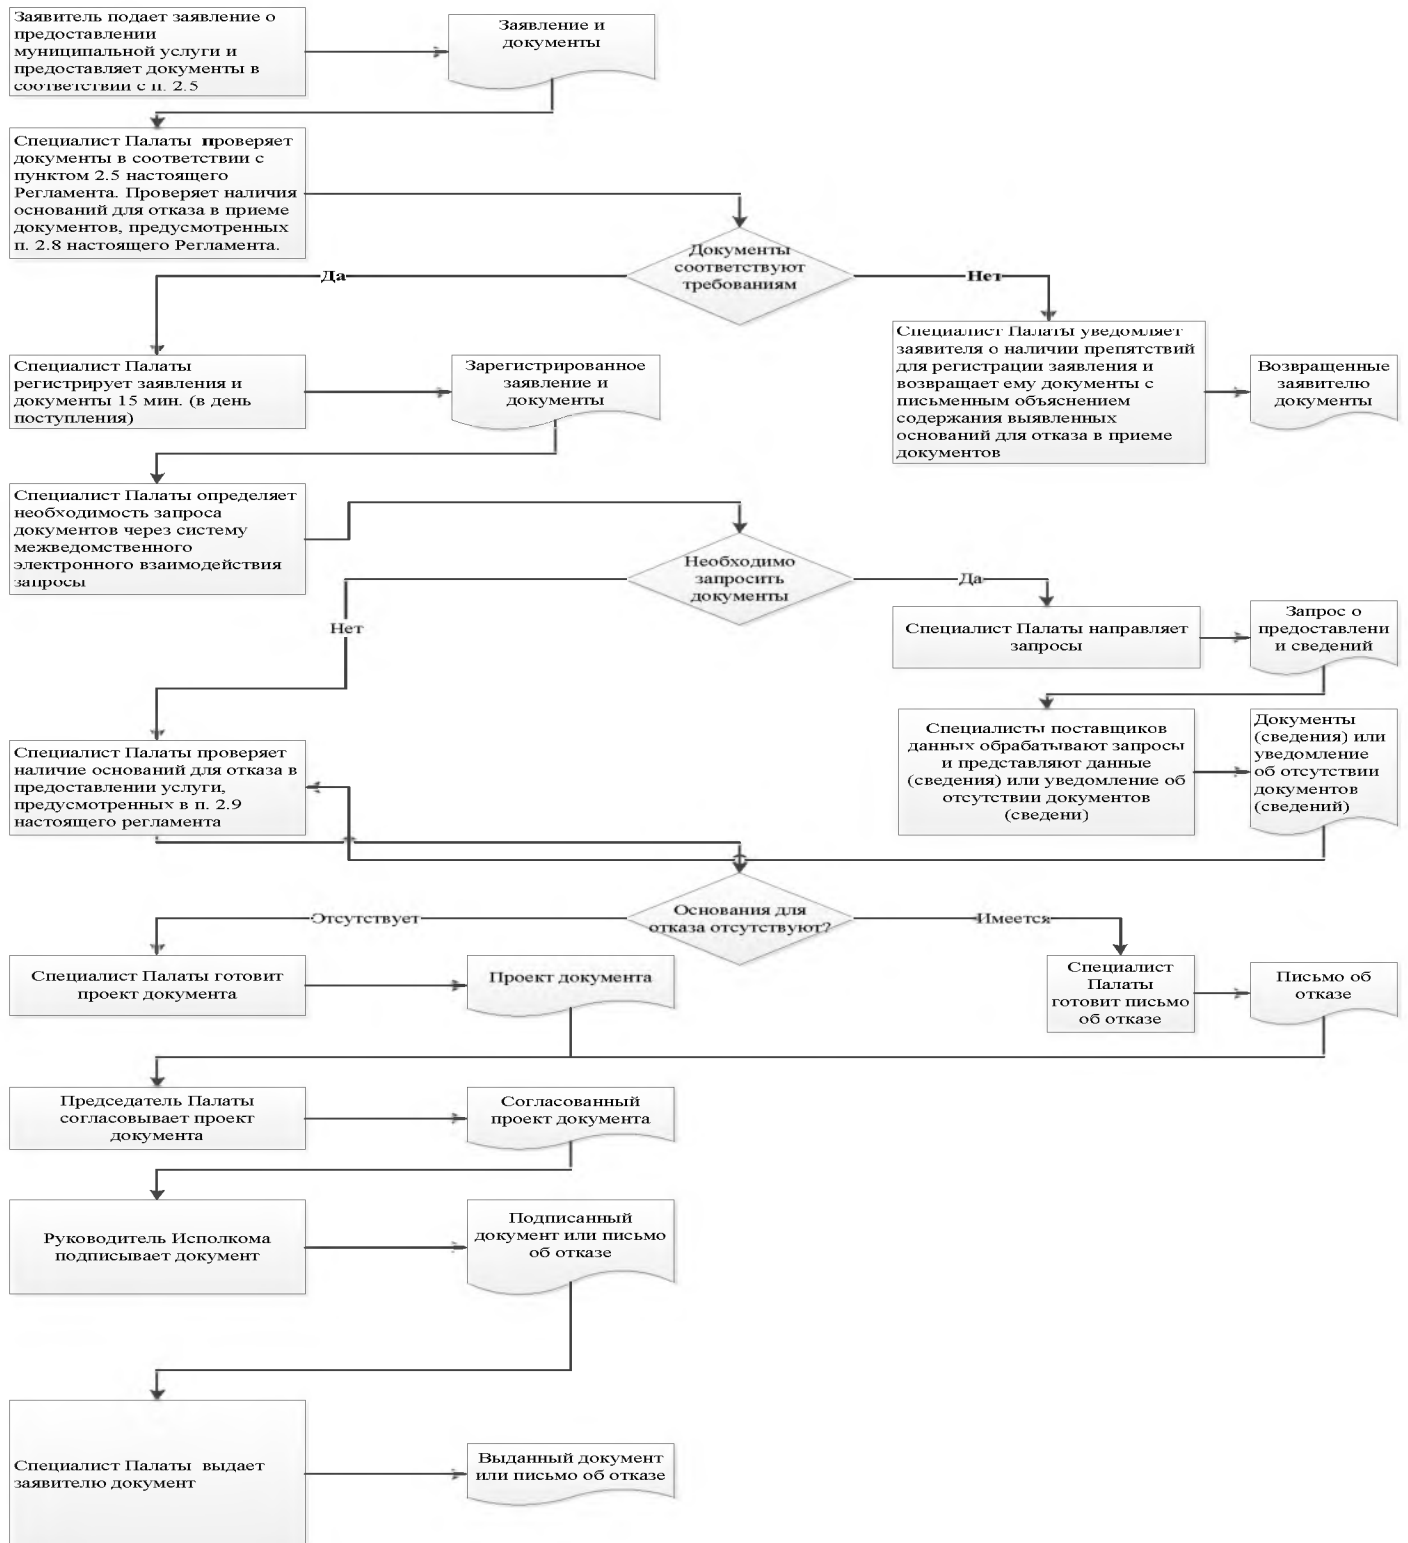 Заявитель подает заявление о
предоставлении
муниципальной услуги и
предоставляет документы в
соответствии с п. 2.5
Заявление и
документы
Специалист Палаты проверяет
документы в соответствии с
пунктом 2.5 настоящего
Регламента. Проверяет наличия
оснований для отказа в приеме
документов, предусмотренных
п. 2.8 настоящего Регламента.
Документы
соответствуют
требованиям
Да
Нет
Специалист Палаты
регистрирует заявления и
документы 15 мин. (в день
поступления)
Зарегистрированное
заявление и
документы
Специалист Палаты уведомляет
заявителя о наличии препятствий
для регистрации заявления и
возвращает ему документы с
письменным объяснением
содержания выявленных
оснований для отказа в приеме
документов
Возвращенные
заявителю
документы
Специалист Палаты определяет
необходимость запроса
документов через систему
межведомственного
электронного взаимодействия
запросы
Необходимо
запросить
документы
Да
Нет
Специалист Палаты направляет
запросы
Запрос о
предоставлени
и сведений
Специалисты поставщиков
данных обрабатывают запросы
и представляют данные
(сведения) или уведомление об
отсутствии документов
(сведени)
Документы
(сведения) или
уведомление
об отсутствии
документов
(сведений)
Специалист Палаты проверяет
наличие оснований для отказа в
предоставлении услуги,
предусмотренных в п. 2.9
настоящего регламента
Основания для
отказа отсутствуют?
Отсутствует
Имеется
Специалист Палаты готовит
проект документа
Проект документа
Специалист
Палаты
готовит письмо
об отказе
Письмо об
отказе
Председатель Палаты
согласовывает проект
документа
Согласованный
проект документа
Руководитель Исполкома
подписывает документ
Подписанный
документ или письмо
об отказе
Специалист Палаты выдает
заявителю документ
Выданный документ
или письмо об отказе